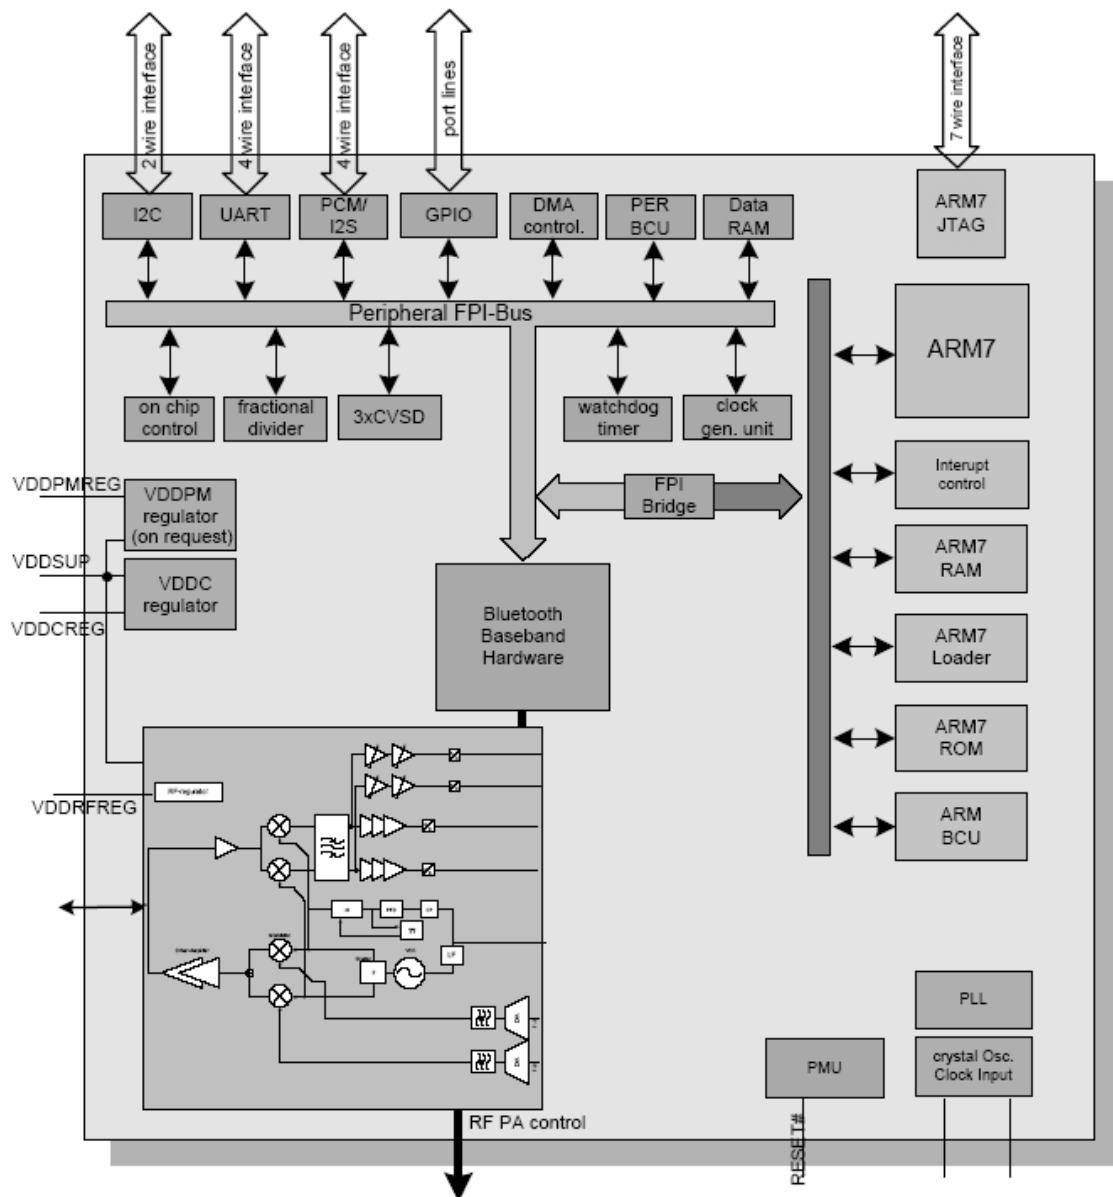 2 wire interface
4 wire interface
4 wire interface
port lines
7 wire interface
I2C
UART
PCM/
I2S
GPIO
DMA
control.
PER
BCU
Data
RAM
ARM7
JTAG
Peripheral FPI-Bus
ARM7
on chip
control
fractional
divider
3xCVSD
watchdog
timer
clock
gen. unit
VDDPMREG
VDDPM
regulator
(on request)
FPI
Bridge
Interupt
control
VDDSUP
VDDC
regulator
VDDCREG
ARM7
RAM
Bluetooth
Baseband
Hardware
ARM7
Loader
ARM7
ROM
RF-regulator
VDDRFREG
ARM
BCU
PLL
PMU
crystal Osc.
Clock Input
RF PA control
RESET#